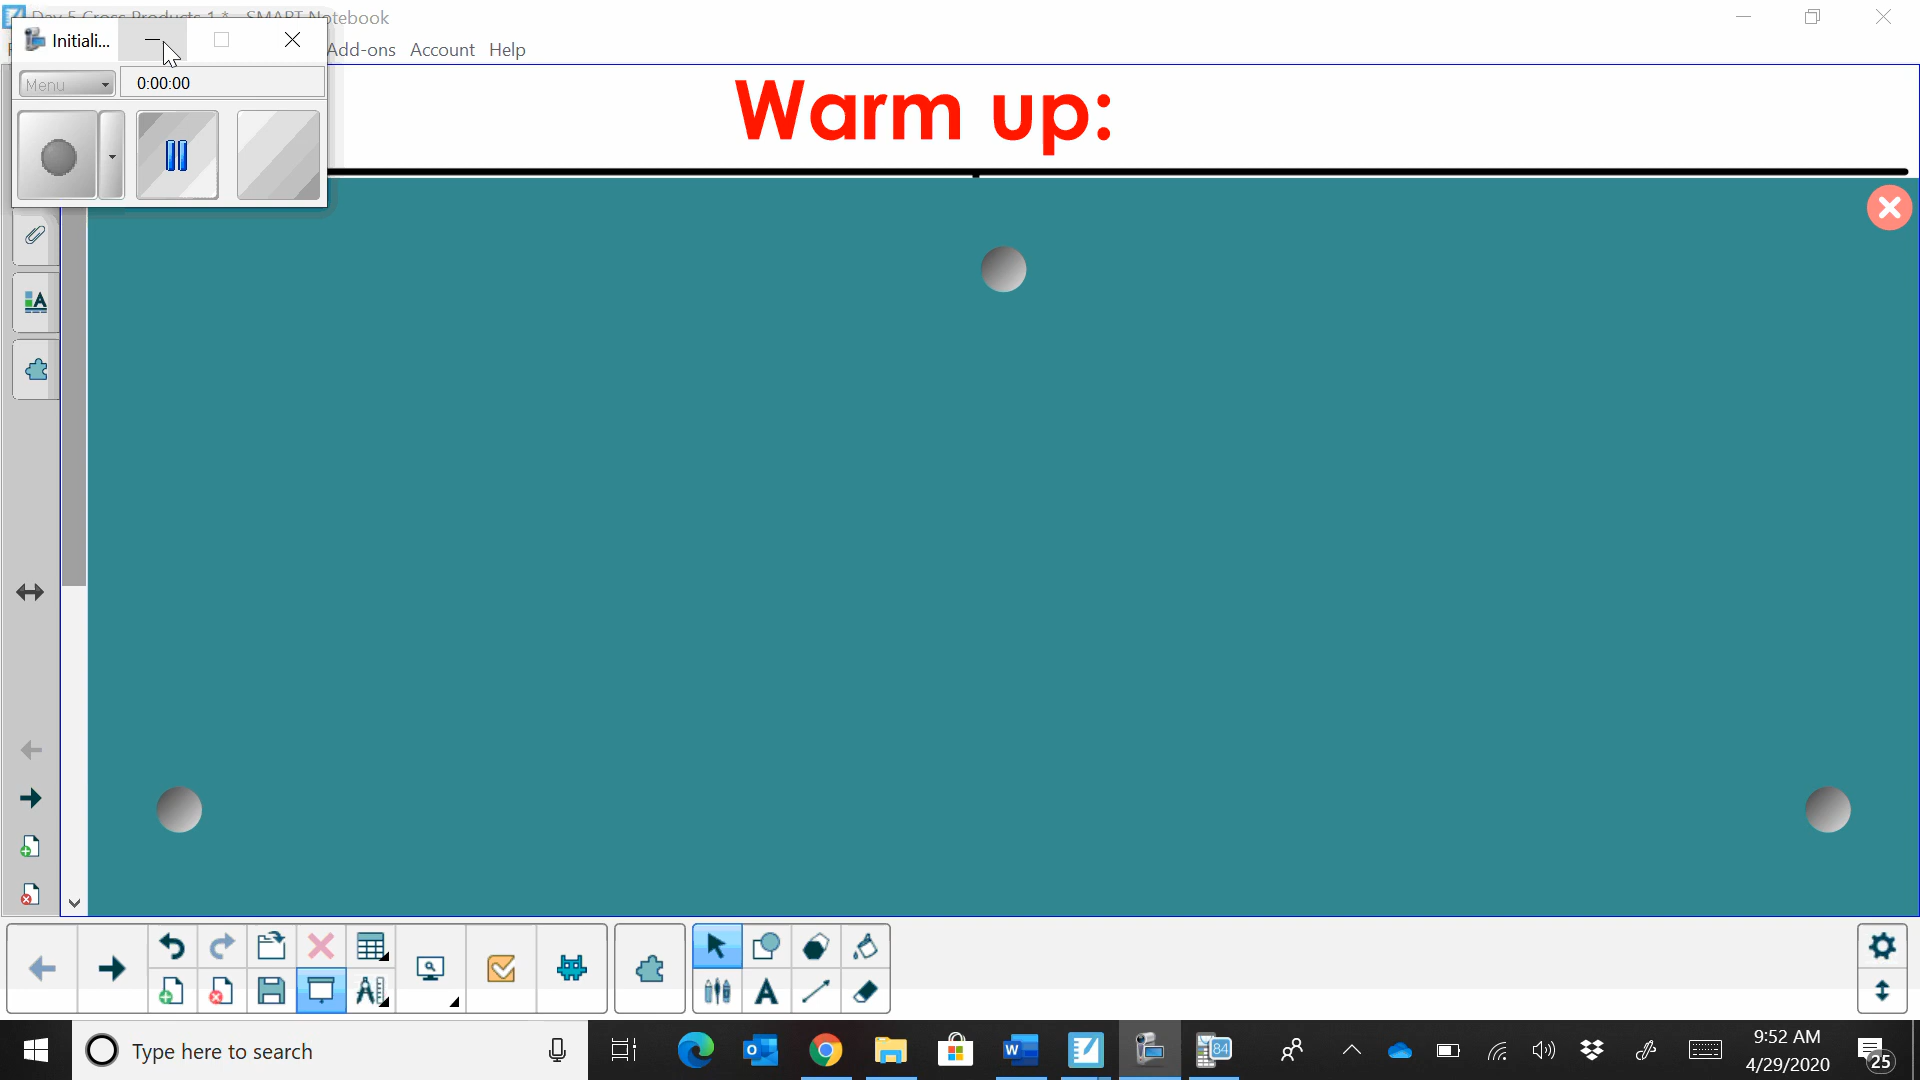 Day 5 Cross Products 1 * - SMART Notebook
Initiali...
Add-ons Account Help
Menu
0:00:00
Warm up:
Type here to search
84
9:52 AM
4/29/2020
25